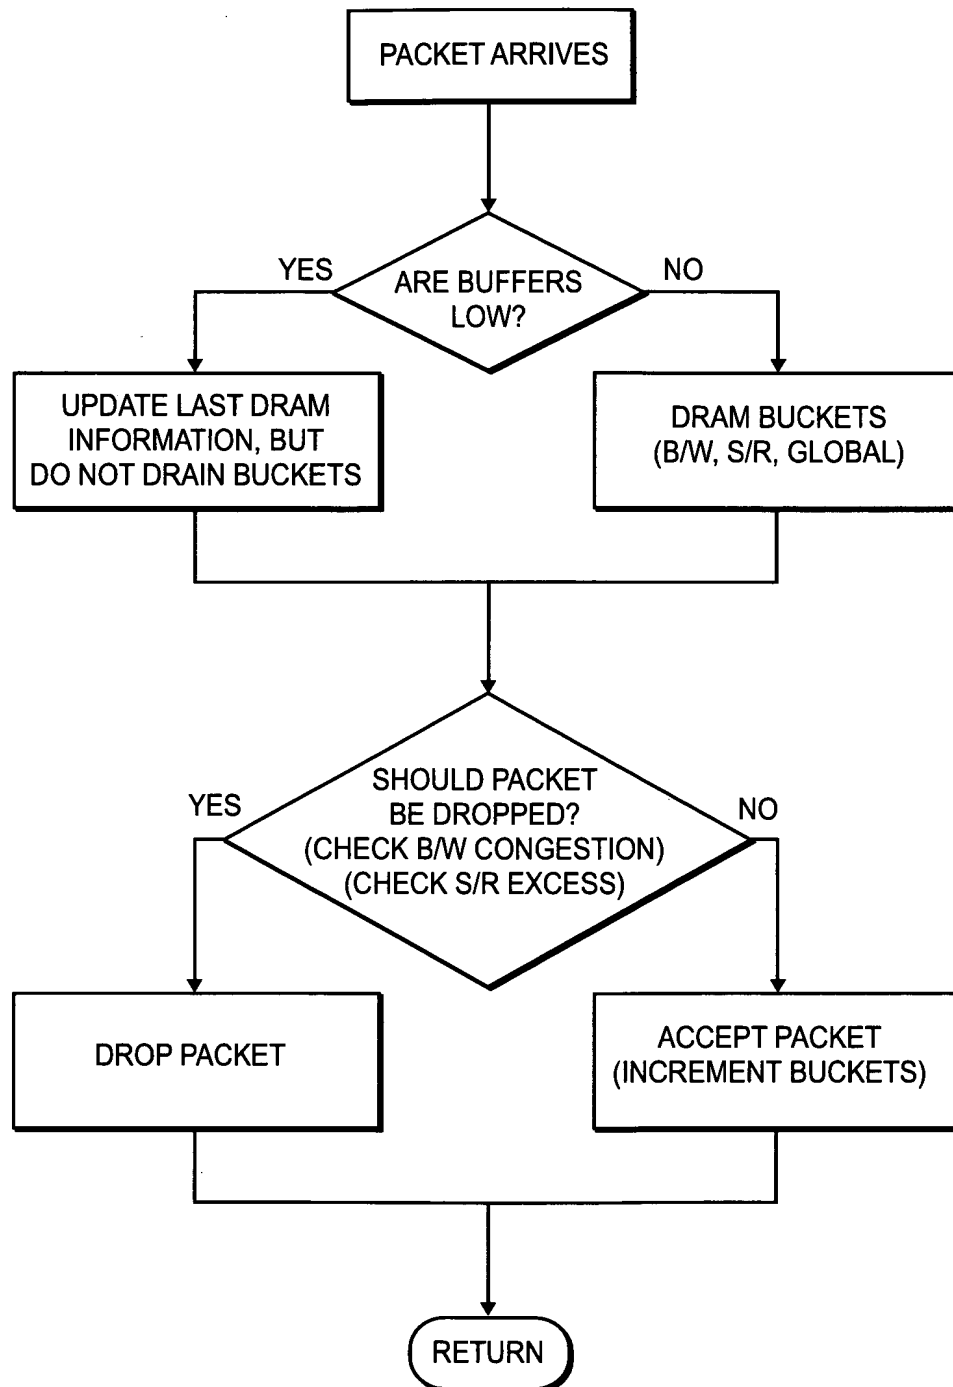 PACKET ARRIVES
YES
ARE BUFFERS
LOW?
NO
UPDATE LAST DRAM
INFORMATION, BUT
DO NOT DRAIN BUCKETS
DRAM BUCKETS
(B/W, S/R, GLOBAL)
YES
SHOULD PACKET
BE DROPPED?
(CHECK B/W CONGESTION)
(CHECK S/R EXCESS)
NO
DROP PACKET
ACCEPT PACKET
(INCREMENT BUCKETS)
RETURN